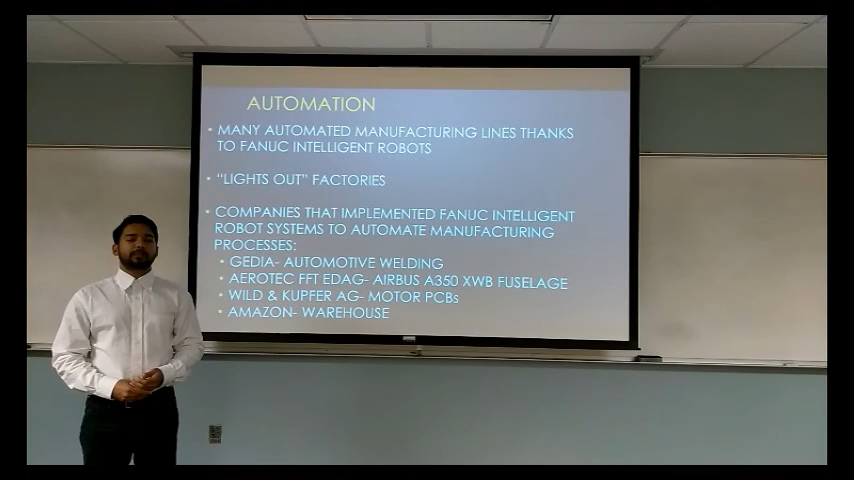 AUTOMATION
• MANY AUTOMATED MANUFACTURING LINES THANKS
TO FANUC INTELLIGENT ROBOTS
• "LIGHTS OUT" FACTORIES
• COMPANIES THAT IMPLEMENTED FANUC INTELLIGENT
ROBOT SYSTEMS TO AUTOMATE MANUFACTURING
PROCESSES:
• GEDIA- AUTOMOTIVE WELDING
• AEROTEC FFT EDAG- AIRBUS A350 XWB FUSELAGE
• WILD & KUPFER AG- MOTOR PCBs
• AMAZON- WAREHOUSE